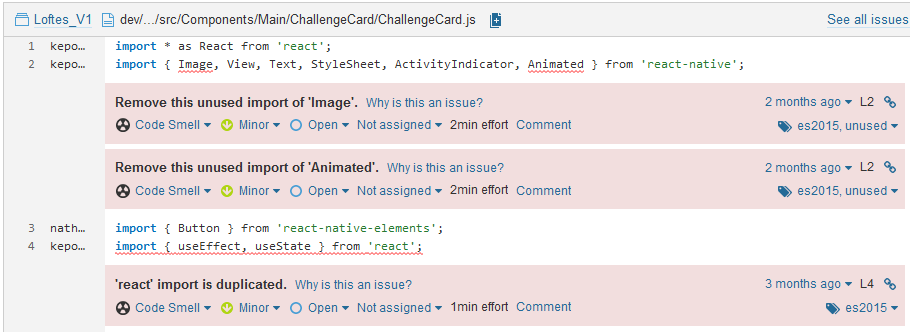 Loftes_V1 dev/…/src/Components/Main/ChallengeCard/ChallengeCard.js See all issues
1 kepo… import * as React from 'react';
2 kepo… import { Image, View, Text, StyleSheet, ActivityIndicator, Animated } from 'react-native';
Remove this unused import of 'Image'. Why is this an issue? 2 months ago L2
Code Smell Minor Open Not assigned 2min effort Comment es2015, unused
Remove this unused import of 'Animated'. Why is this an issue? 2 months ago L2
Code Smell Minor Open Not assigned 2min effort Comment es2015, unused
3 nath… import { Button } from 'react-native-elements';
4 kepo… import { useEffect, useState } from 'react';
'react' import is duplicated. Why is this an issue? 3 months ago L4
Code Smell Minor Open Not assigned 1min effort Comment es2015